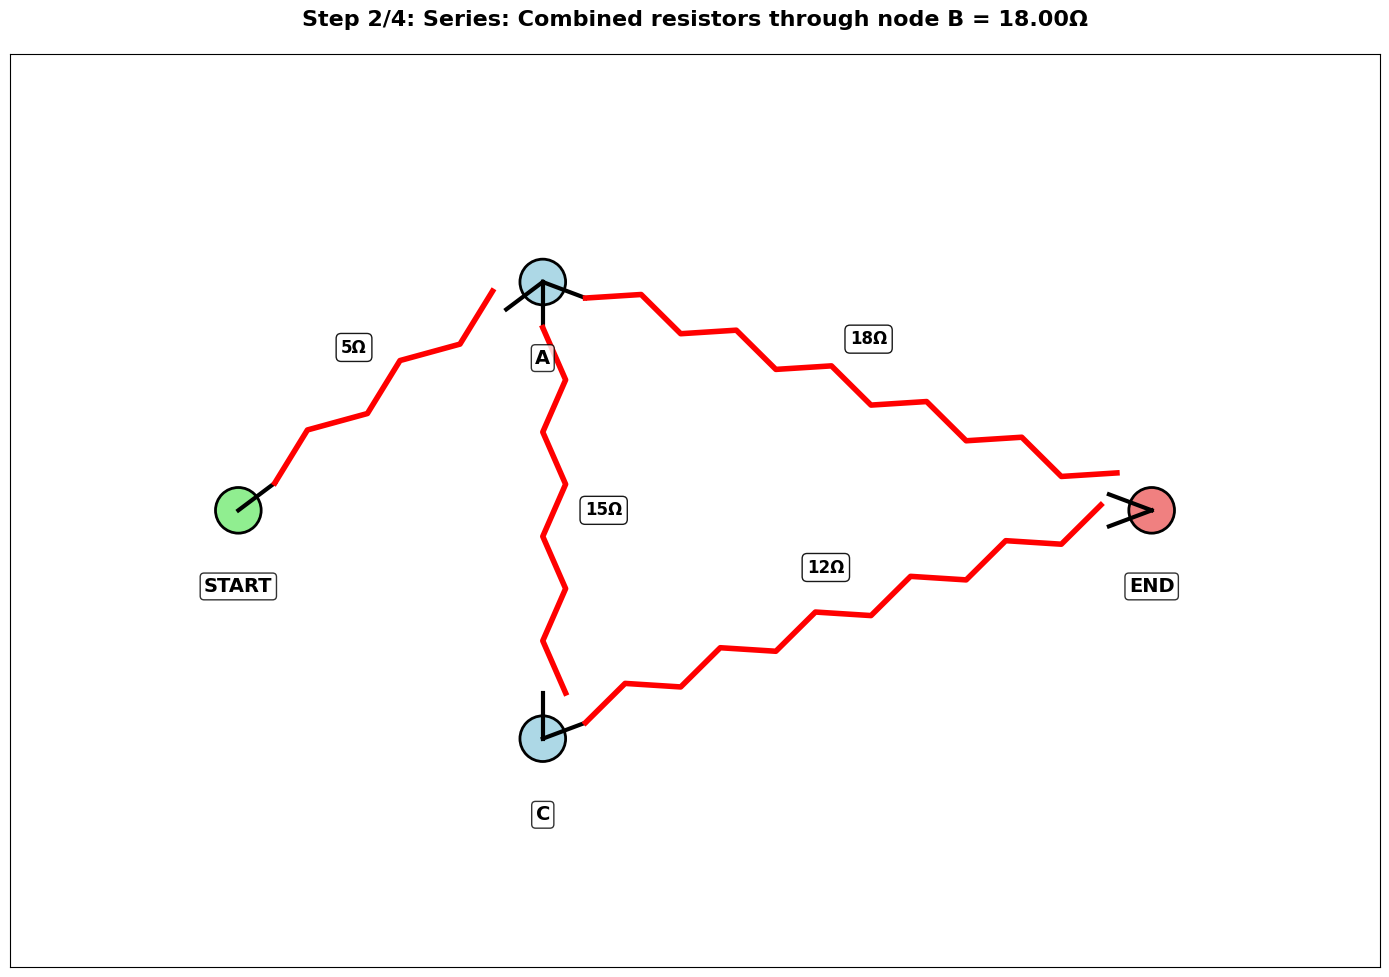 Step 2/4: Series: Combined resistors through node B = 18.00Ω
5Ω
A
18Ω
15Ω
12Ω
START
END
C